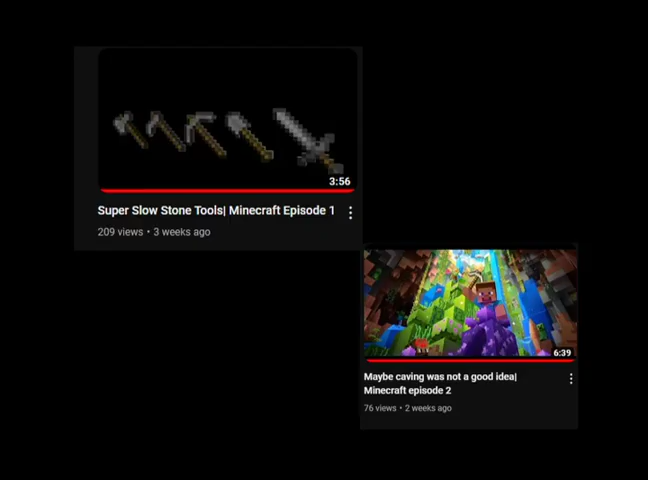 3:56
Super Slow Stone Tools| Minecraft Episode 1
209 views • 3 weeks ago
6:39
Maybe caving was not a good idea|
Minecraft episode 2
76 views • 2 weeks ago